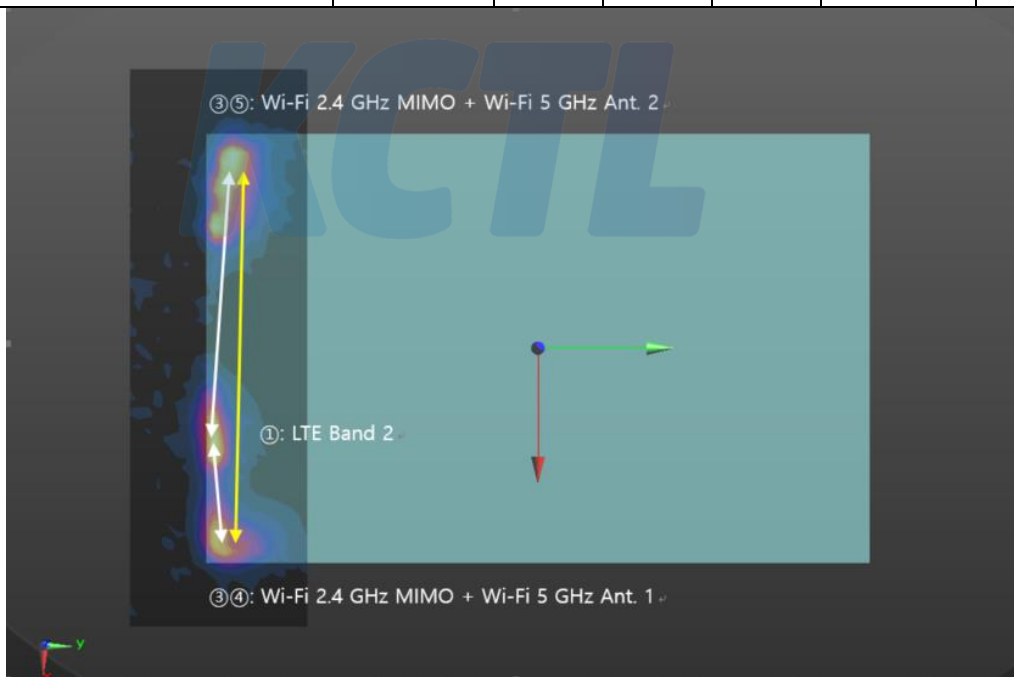 KCTL
③⑤: Wi-Fi 2.4 GHz MIMO + Wi-Fi 5 GHz Ant. 2
①: LTE Band 2
③④: Wi-Fi 2.4 GHz MIMO + Wi-Fi 5 GHz Ant. 1
Y